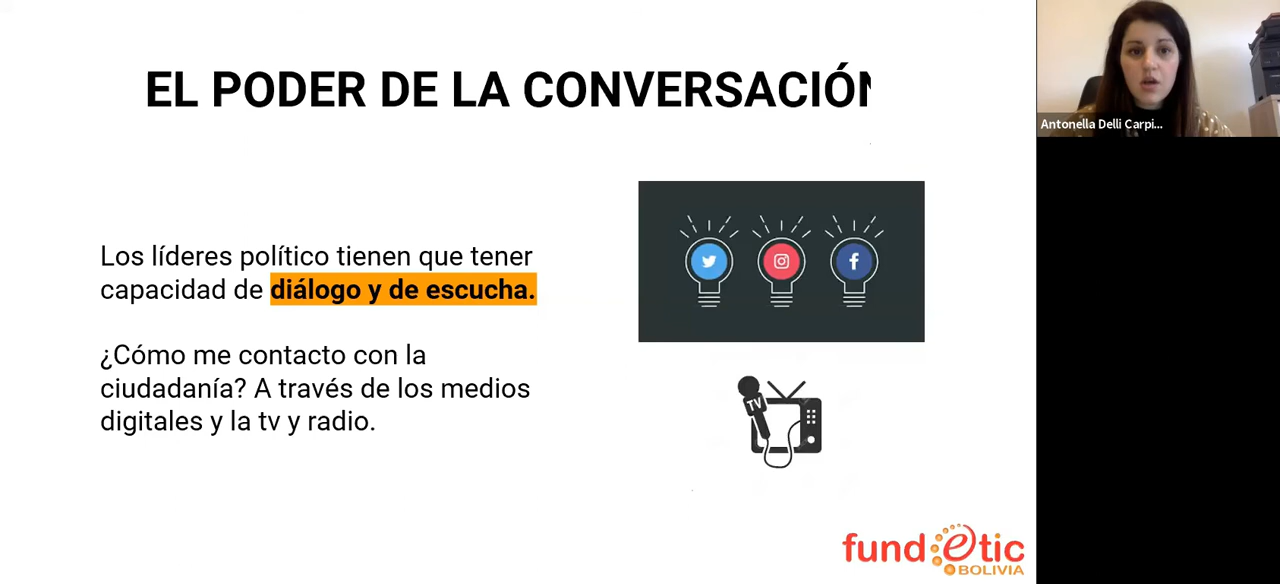 EL PODER DE LA CONVERSACIÓN
Antonella Delli Carpi...
Los líderes político tienen que tener
capacidad de diálogo y de escucha.
¿Cómo me contacto con la
ciudadanía? A través de los medios
digitales y la tv y radio.
TV
fundetic
BOLIVIA